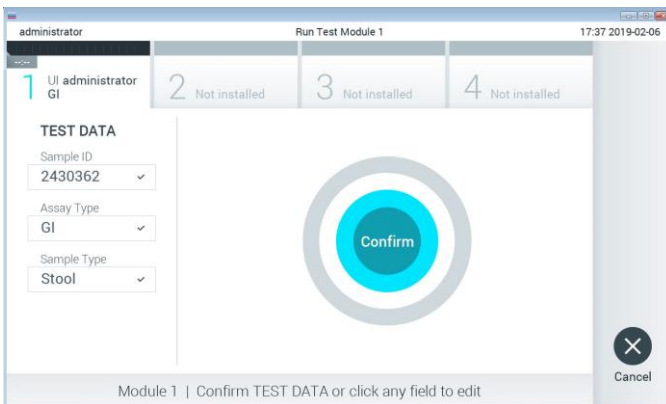 administrator Run Test Module 1 17:37 2019-02-06
--:--
1 UI administrator
GI
2 Not installed
3 Not installed
4 Not installed
TEST DATA
Sample ID
2430362
Assay Type
GI
Sample Type
Stool
Confirm
Cancel
Module 1 | Confirm TEST DATA or click any field to edit